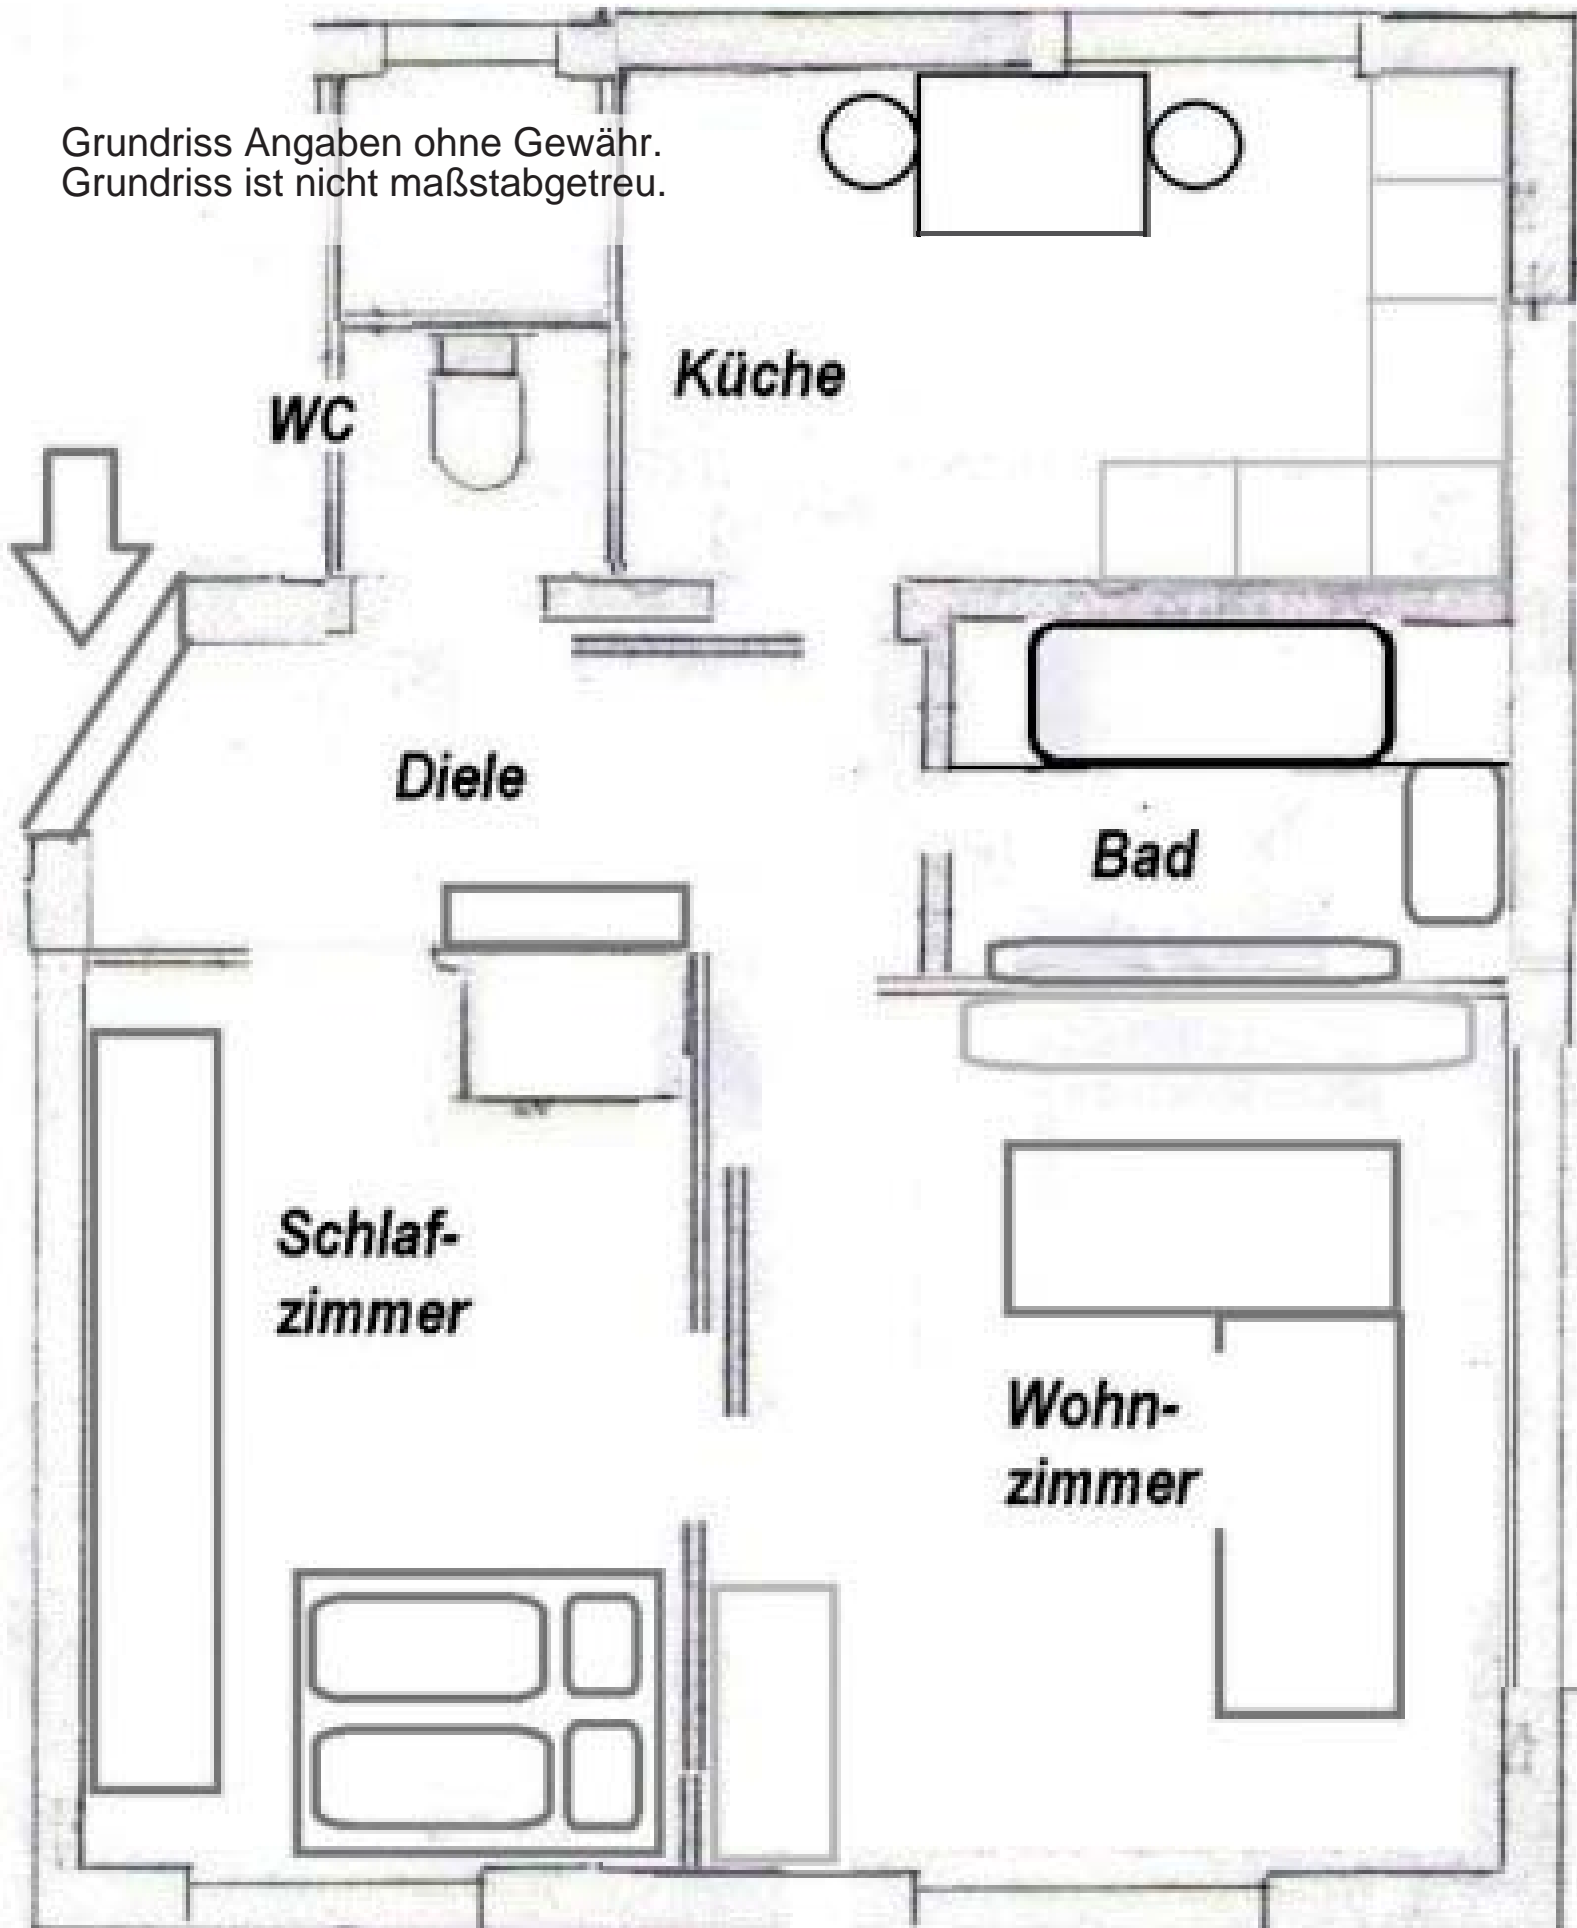 Grundriss Angaben ohne Gewähr.
Grundriss ist nicht maßstabgetreu.
Küche
WC
Diele
Bad
Schlaf-
zimmer
Wohn-
zimmer